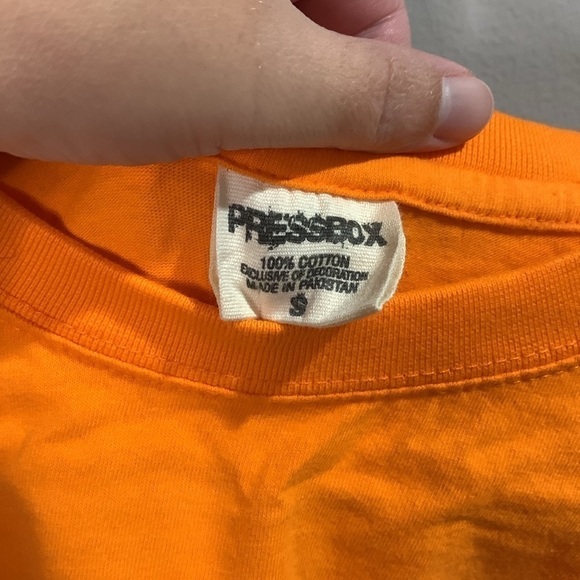 PRESSBOX
100% COTTON
EXCLUSIVE OF DECORATION
MADE IN PAKISTAN
S